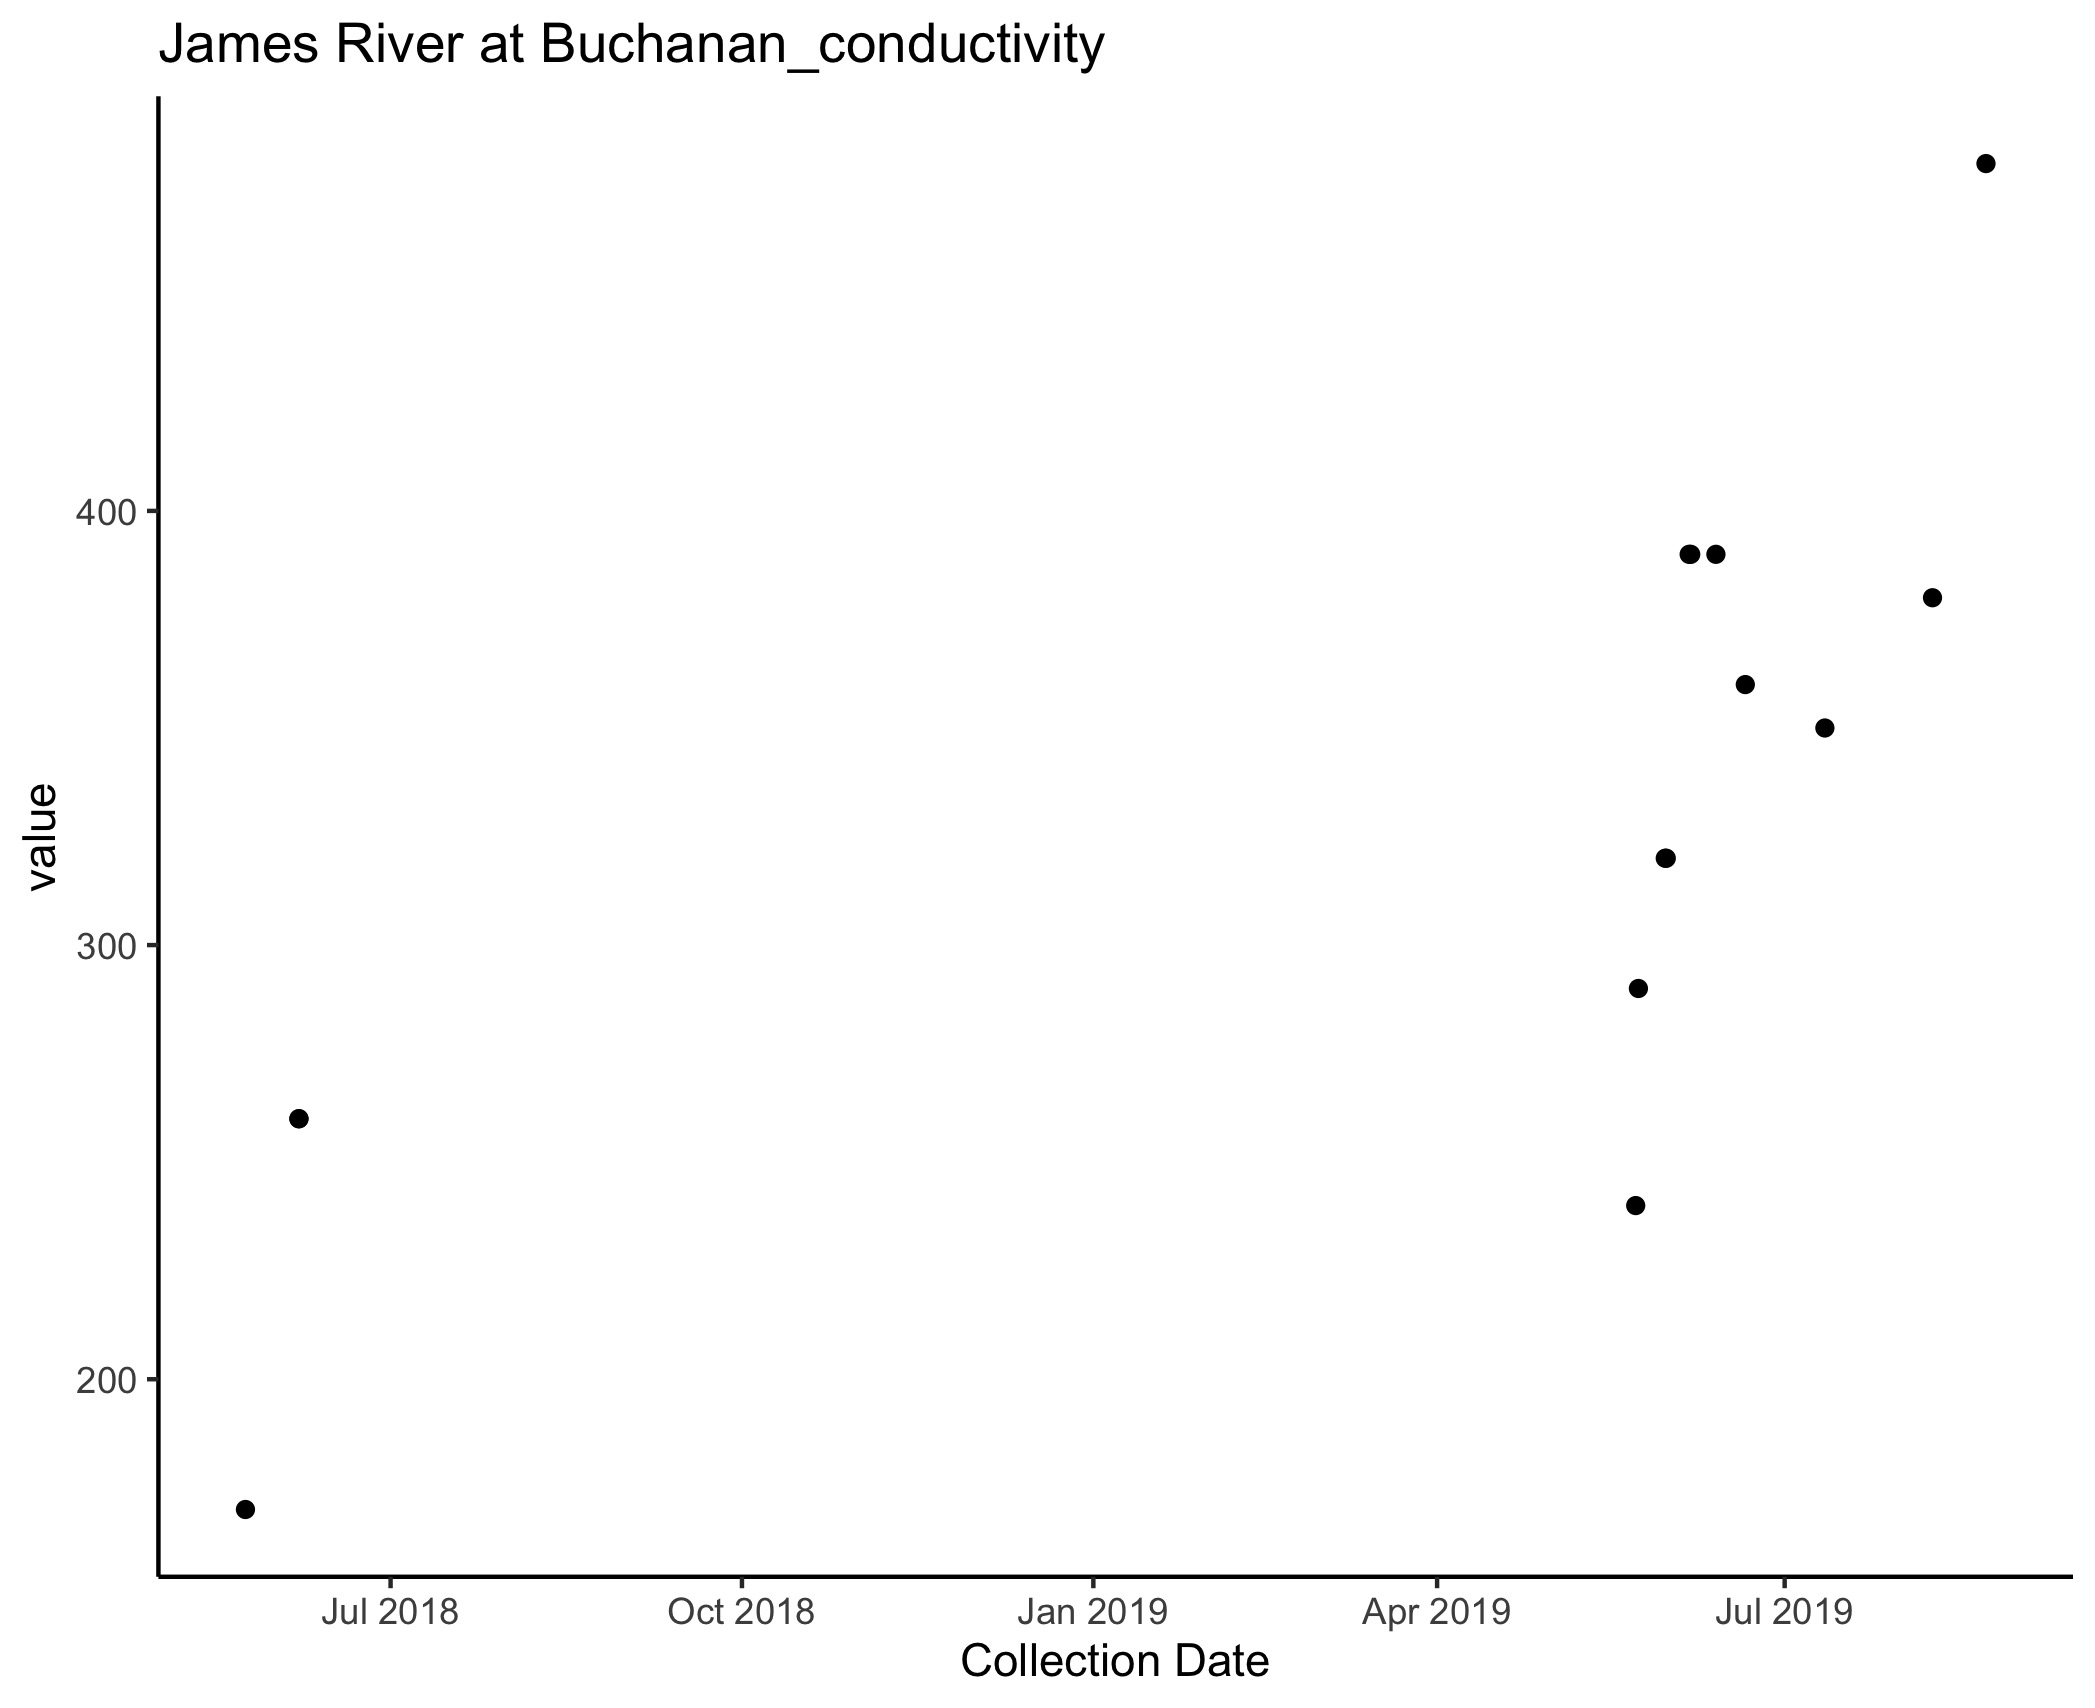 James River at Buchanan_conductivity
value
400
300
200
Jul 2018
Oct 2018
Jan 2019
Apr 2019
Jul 2019
Collection Date